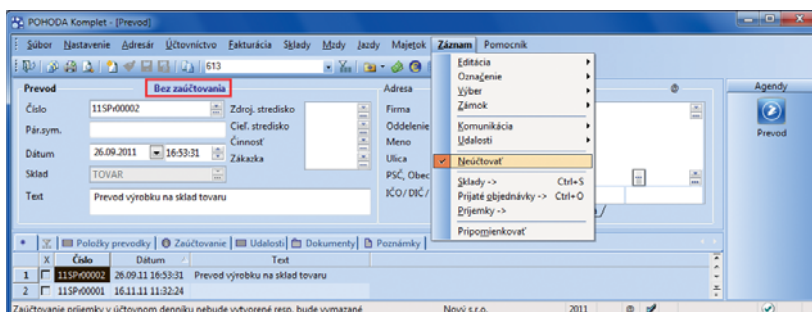 POHODA Komplet - [Prevod]
Súbor Nastavenie Adresár Účtovníctvo Fakturácia Sklady Mzdy Jazdy Majetok Záznam Pomocník
613
Prevod Bez zaúčtovania Adresa @ Agendy
Číslo 11SPr00002 Zdroj. stredisko Firma
Pár.sym. Cieľ. stredisko Oddelenie
Činnosť Meno
Dátum 26.09.2011 16:53:31 Zákazka Ulica
Sklad TOVAR PSČ, Obec
Text Prevod výrobku na sklad tovaru IČO/DIČ/
Prevod
Editácia
Označenie
Výber
Zámok
Komunikácia
Udalosti
Neúčtovať
Sklady -> Ctrl+S
Prijaté objednávky -> Ctrl+O
Príjemky ->
Pripomienkovať
Položky prevodky Zaúčtovanie Udalosti Dokumenty Poznámky
X Číslo Dátum Text
1 11SPr00002 26.09.11 16:53:31 Prevod výrobku na sklad tovaru
2 11SPr00001 16.11.11 11:32:24
Zaúčtovanie príjemky v účtovnom denníku nebude vytvorené resp. bude vymazané Nový s.r.o. 2011 @